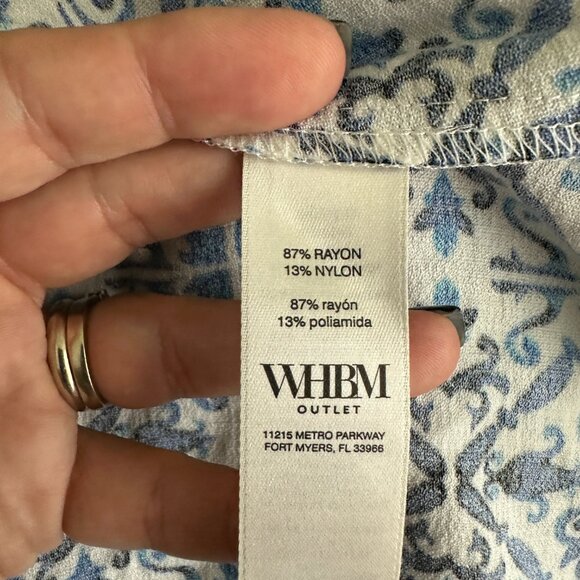 87% RAYON
13% NYLON
87% rayón
13% poliamida
WHBM
OUTLET
11215 METRO PARKWAY
FORT MYERS, FL 33966